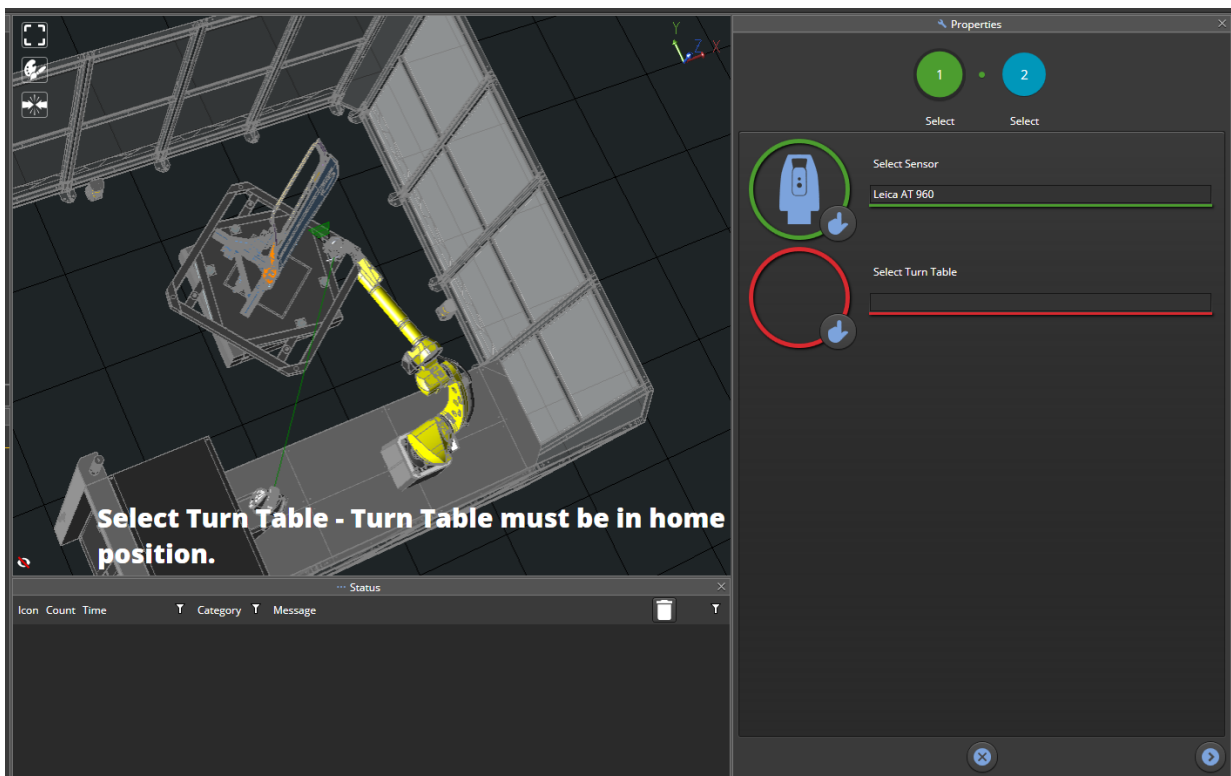 Properties
Y
Z X
1
2
Select
Select
Select Sensor
Leica AT 960
Select Turn Table
Select Turn Table - Turn Table must be in home
position.
Status
Icon Count Time Category Message